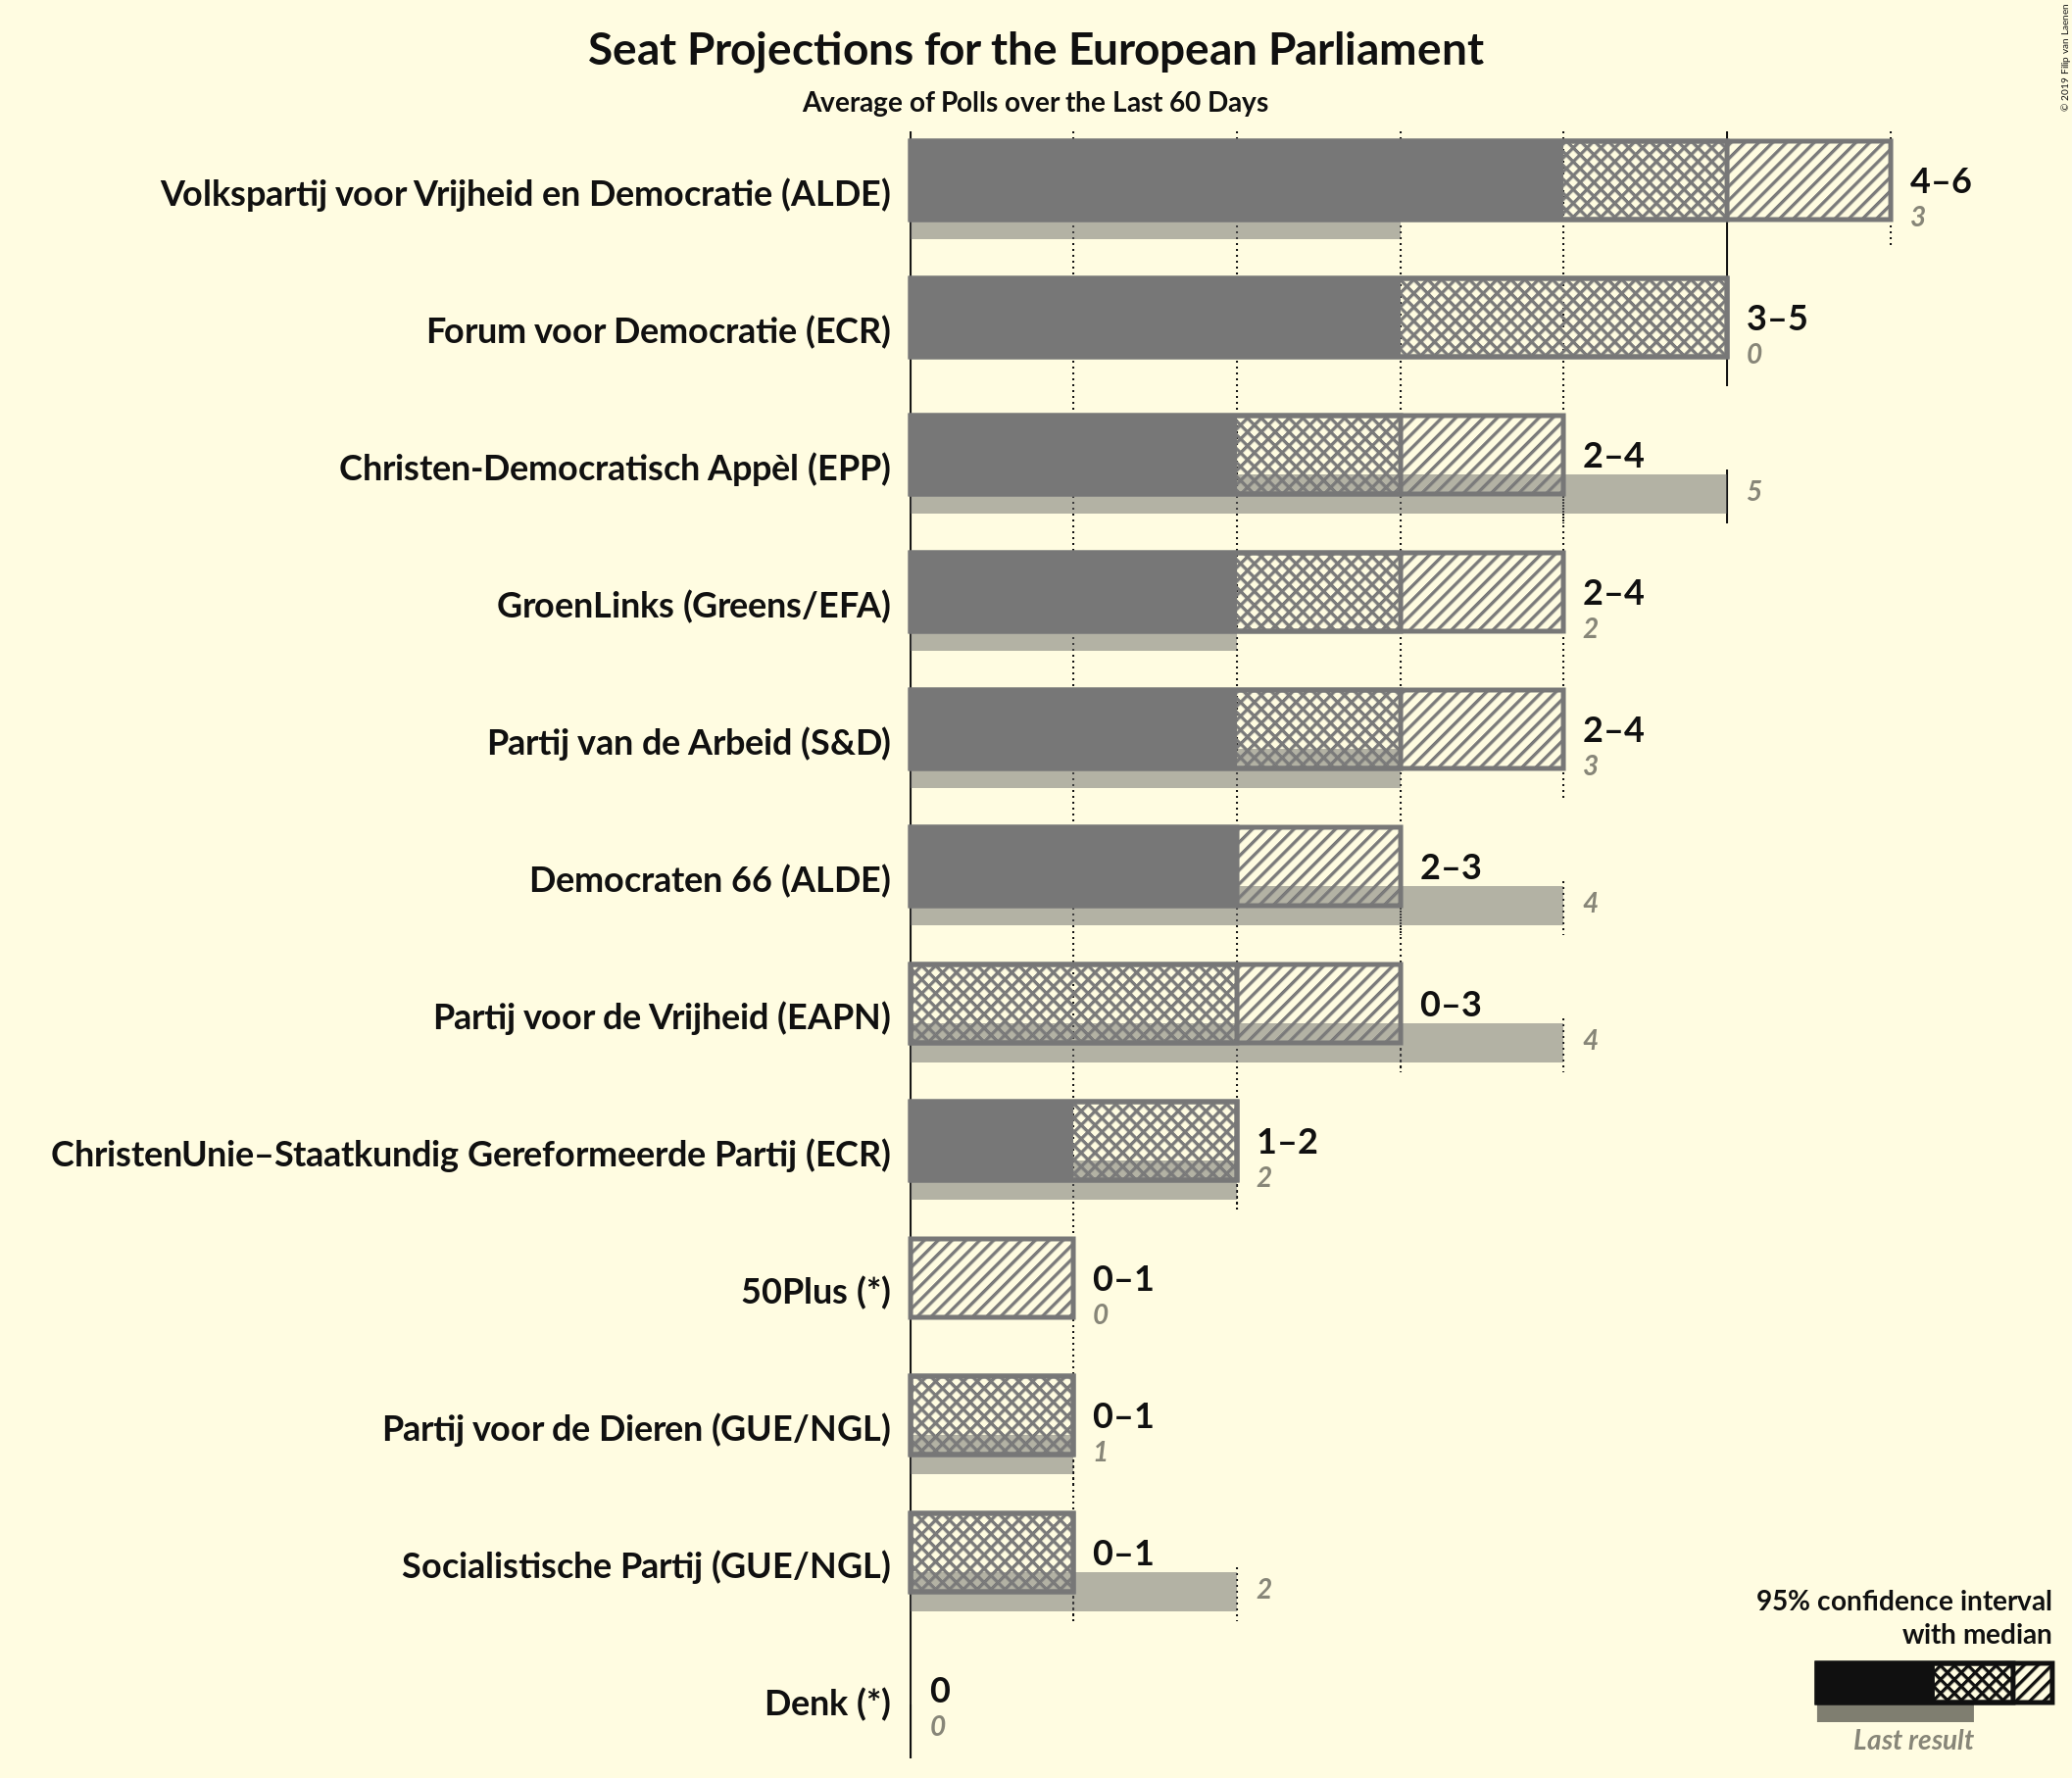 Seat Projections for the European Parliament
Average of Polls over the Last 60 Days
© 2019 Filip van Laenen
Volkspartij voor Vrijheid en Democratie (ALDE)
4–6
3
Forum voor Democratie (ECR)
3–5
0
Christen-Democratisch Appèl (EPP)
2–4
5
GroenLinks (Greens/EFA)
2–4
2
Partij van de Arbeid (S&D)
2–4
3
Democraten 66 (ALDE)
2–3
4
Partij voor de Vrijheid (EAPN)
0–3
4
ChristenUnie–Staatkundig Gereformeerde Partij (ECR)
1–2
2
50Plus (*)
0–1
0
Partij voor de Dieren (GUE/NGL)
0–1
1
Socialistische Partij (GUE/NGL)
0–1
2
Denk (*)
0
0
95% confidence interval
with median
Last result